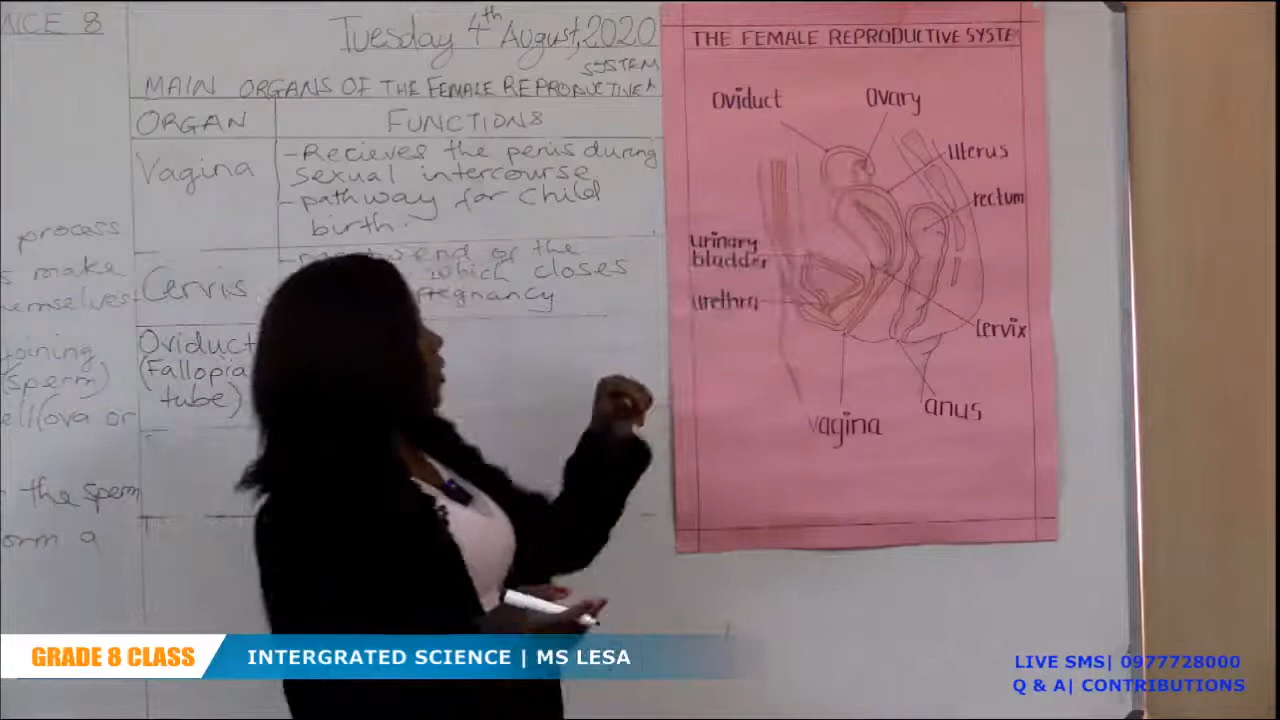 NCE 8
process
s make
themselves
joining
(sperm)
ell(ova or
the sperm
orm a
Tuesday 4th August, 2020
MAIN ORGANS OF THE FEMALE REPRODUCTIVE SYSTEM
ORGAN FUNCTIONS
Vagina
-Recieves the penis during
sexual intercourse
-pathway for child
birth.
Cervis
end of the
which closes
pregnancy
Oviduct
(Fallopia
tube)
THE FEMALE REPRODUCTIVE SYSTE
Oviduct
Ovary
Uterus
rectum
urinary
bladder
urethra
Cervix
vagina
anus
GRADE 8 CLASS
INTERGRATED SCIENCE | MS LESA
LIVE SMS| 0977728000
Q & A| CONTRIBUTIONS